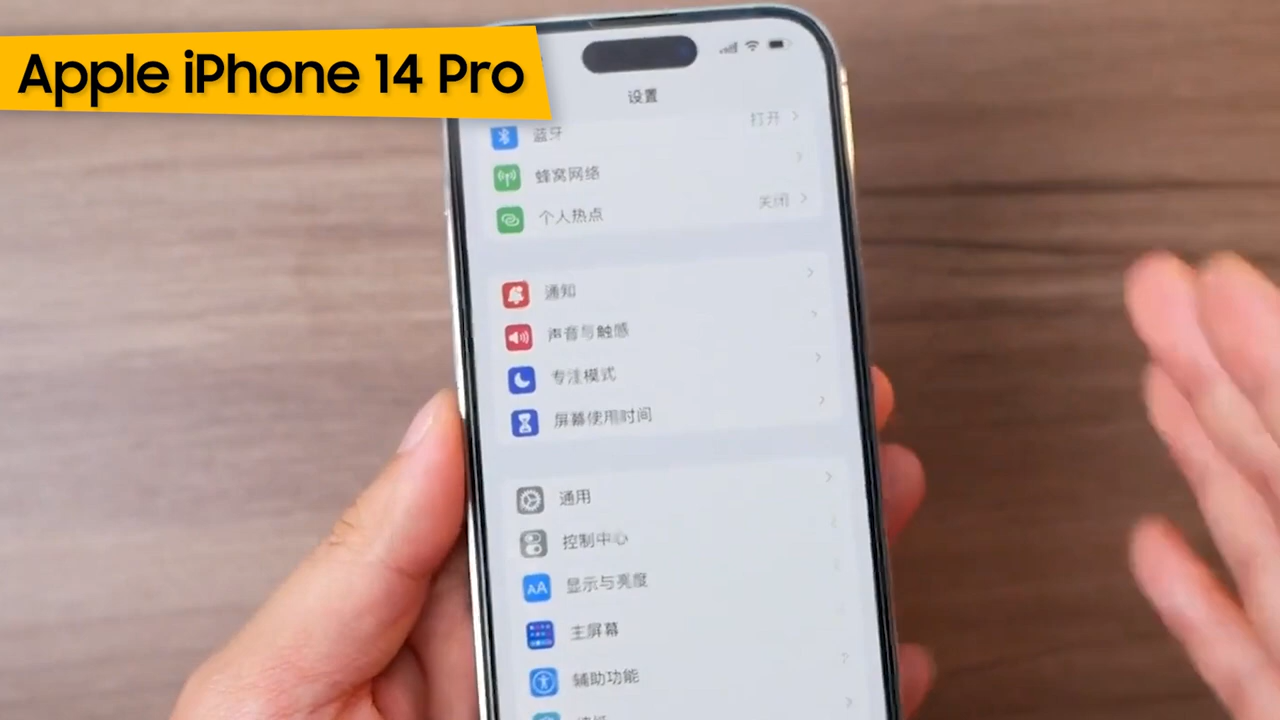 Apple iPhone 14 Pro
设置
蓝牙 打开
蜂窝网络
个人热点 关闭
通知
声音与触感
专注模式
屏幕使用时间
通用
控制中心
AA 显示与亮度
主屏幕
辅助功能